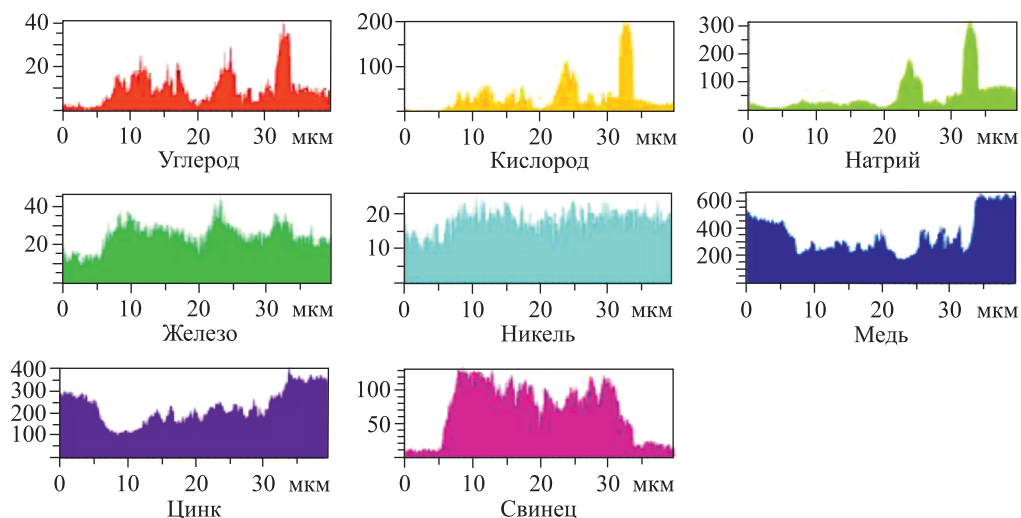 40
20
0 10 20 30 мкм
Углерод
200
100
0 10 20 30 мкм
Кислород
300
200
100
0 10 20 30 мкм
Натрий
40
20
0 10 20 30 мкм
Железо
20
10
0 10 20 30 мкм
Никель
600
400
200
0 10 20 30 мкм
Медь
400
300
200
100
0 10 20 30 мкм
Цинк
100
50
0 10 20 30 мкм
Свинец